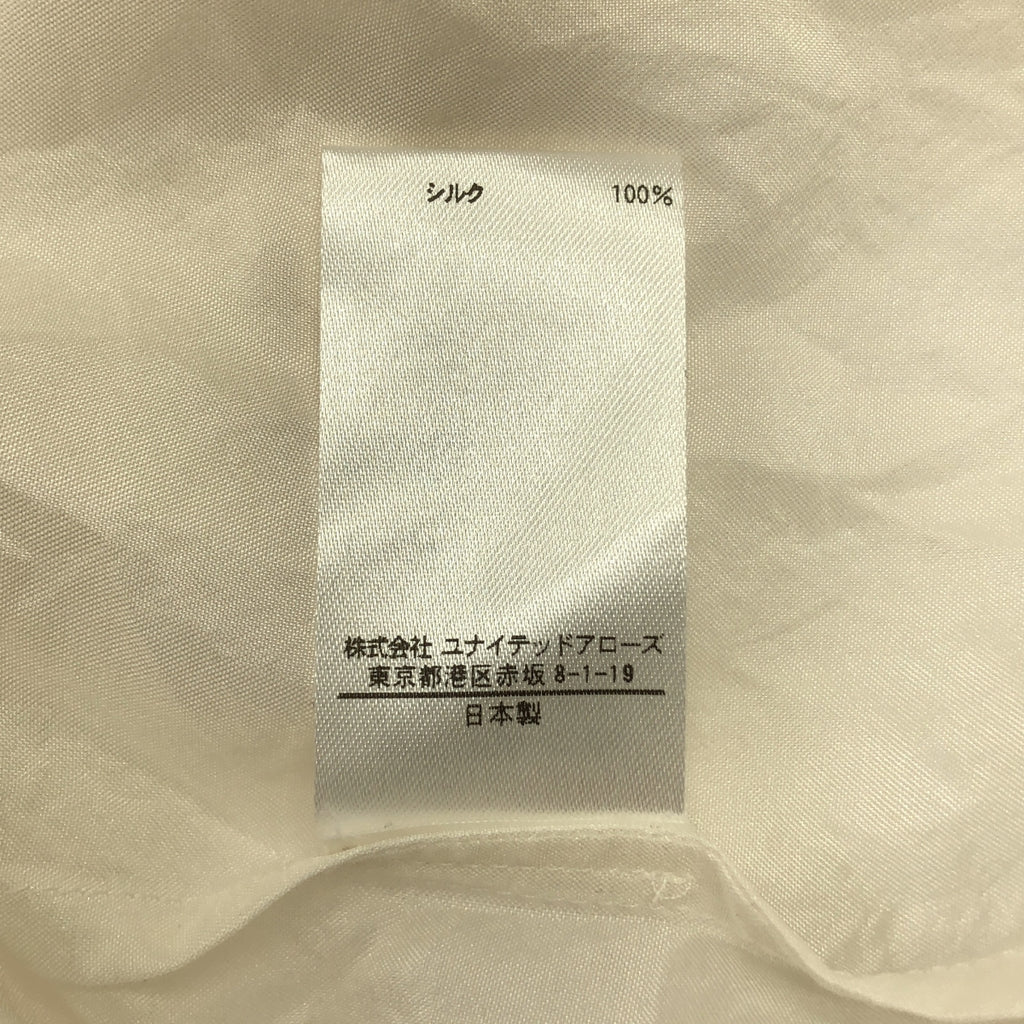 シルク 100%
株式会社 ユナイテッドアローズ
東京都港区赤坂 8-1-19
日本製